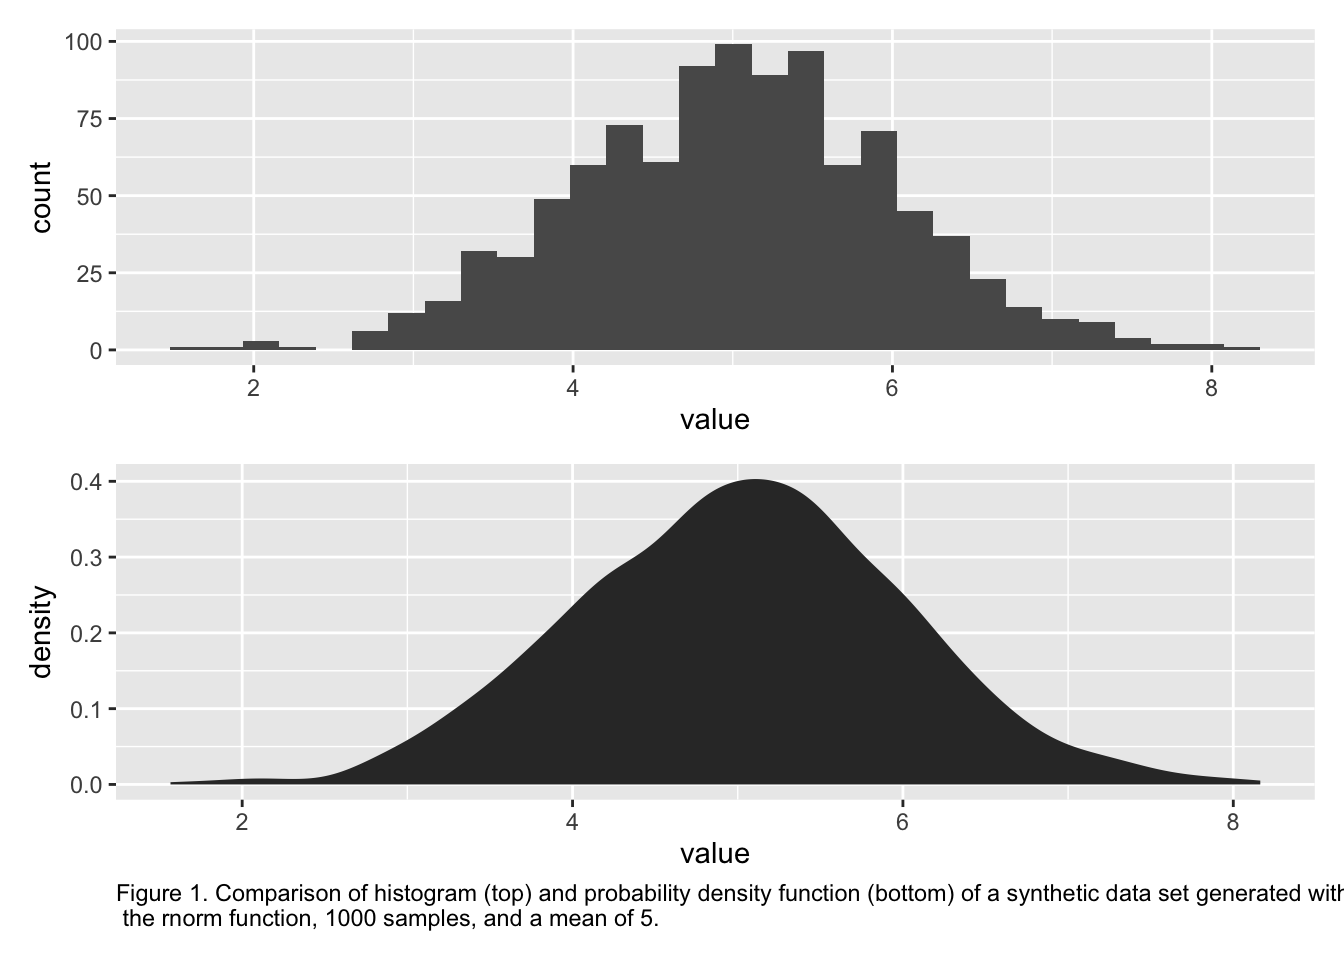 100
75
50
25
0
count
2 4 6 8
value
0.4
0.3
0.2
0.1
0.0
density
2 4 6 8
value
Figure 1. Comparison of histogram (top) and probability density function (bottom) of a synthetic data set generated with
the rnorm function, 1000 samples, and a mean of 5.